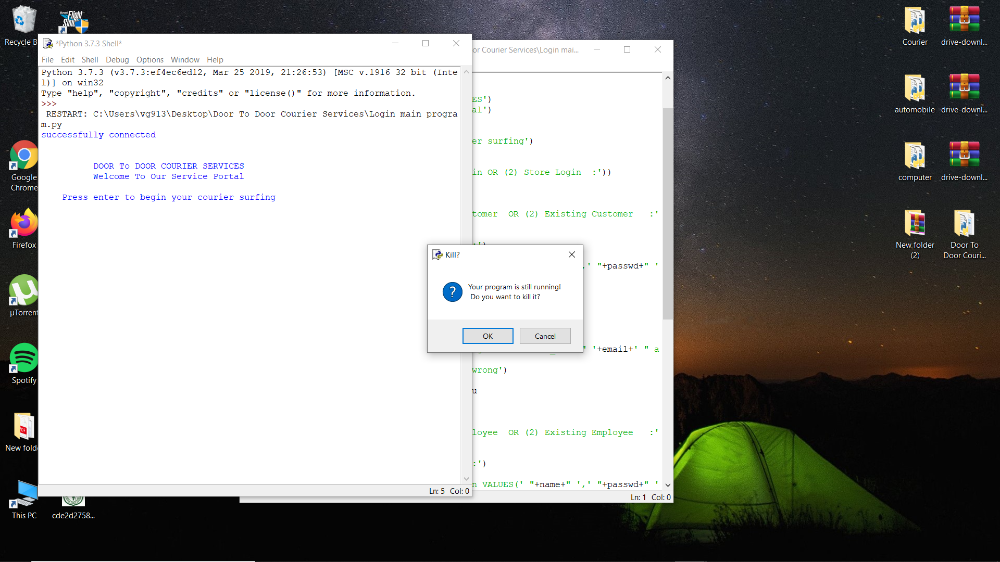 Recycle B
Microsoft
Flight
Simu
Google
Chrome
Firefox
µTorrent
Spotify
New folde
This PC
cde2d2758...
*Python 3.7.3 Shell*
File Edit Shell Debug Options Window Help
Python 3.7.3 (v3.7.3:ef4ec6ed12, Mar 25 2019, 21:26:53) [MSC v.1916 32 bit (Inte
l)] on win32
Type "help", "copyright", "credits" or "license()" for more information.
>>>
 RESTART: C:\Users\vg913\Desktop\Door To Door Courier Services\Login main progra
m.py
successfully connected
DOOR To DOOR COURIER SERVICES
Welcome To Our Service Portal
Press enter to begin your courier surfing
Ln: 5 Col: 0
or Courier Services\Login mai...
ES')
al')
er surfing')
in OR (2) Store Login  :'))
tomer  OR (2) Existing Customer   :'
:')
,' "+passwd+" '
" '+email+' " a
wrong')
u
loyee  OR (2) Existing Employee   :'
:')
n VALUES(' "+name+" ',' "+passwd+" '
Ln: 1 Col: 0
Kill?
Your program is still running!
Do you want to kill it?
OK
Cancel
Courier
drive-downl...
automobile
drive-downl...
computer
drive-downl...
New folder
(2)
Door To
Door Couri...